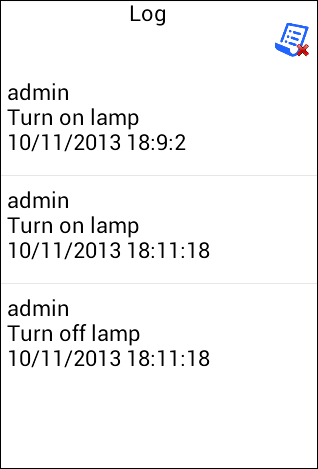 Log
admin
Turn on lamp
10/11/2013 18:9:2
admin
Turn on lamp
10/11/2013 18:11:18
admin
Turn off lamp
10/11/2013 18:11:18